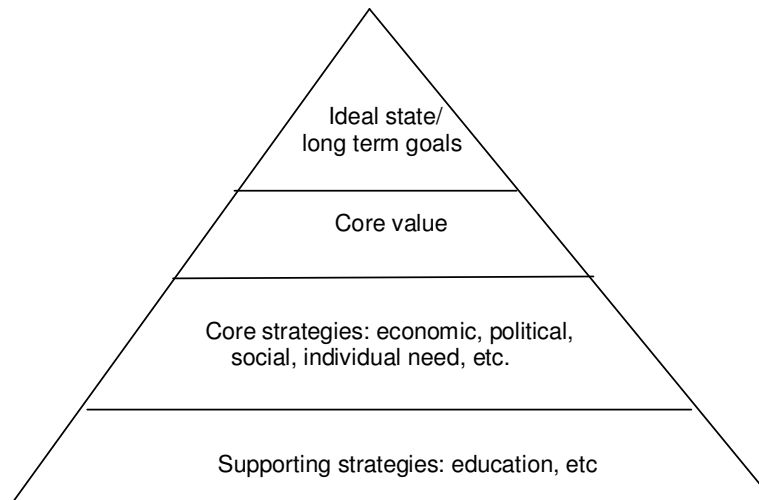 Ideal state/
long term goals
Core value
Core strategies: economic, political,
social, individual need, etc.
Supporting strategies: education, etc